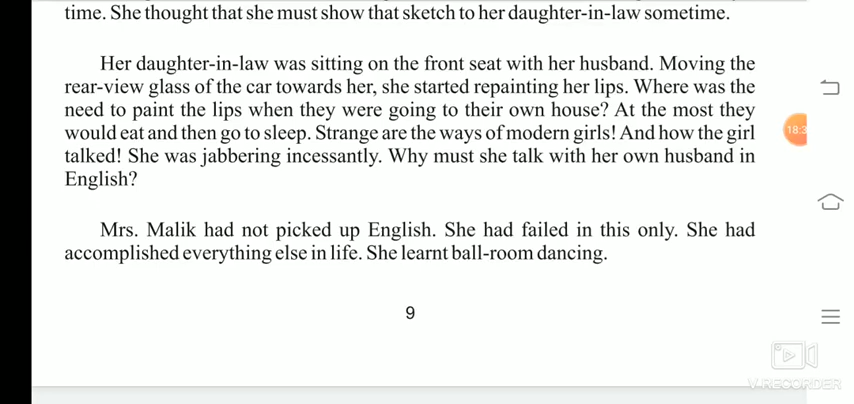 time. She thought that she must show that sketch to her daughter-in-law sometime.
Her daughter-in-law was sitting on the front seat with her husband. Moving the
rear-view glass of the car towards her, she started repainting her lips. Where was the
need to paint the lips when they were going to their own house? At the most they
would eat and then go to sleep. Strange are the ways of modern girls! And how the girl
talked! She was jabbering incessantly. Why must she talk with her own husband in
English?
Mrs. Malik had not picked up English. She had failed in this only. She had
accomplished everything else in life. She learnt ball-room dancing.
9
18:3
V.RECORDER